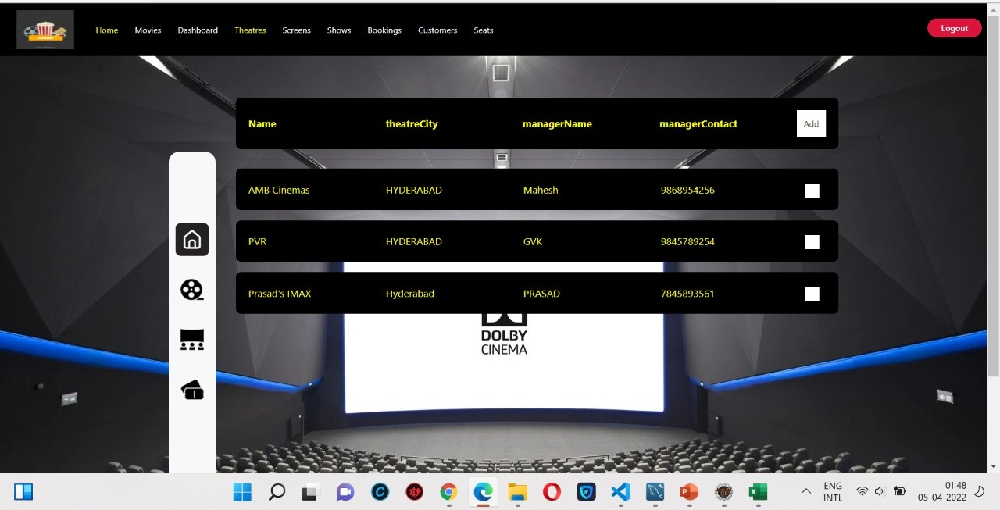 Home Movies Dashboard Theatres Screens Shows Bookings Customers Seats Logout
Name theatreCity managerName managerContact Add
AMB Cinemas HYDERABAD Mahesh 9868954256
PVR HYDERABAD GVK 9845789254
Prasad's IMAX Hyderabad PRASAD 7845893561
DOLBY
CINEMA
ENG
INTL
01:48
05-04-2022